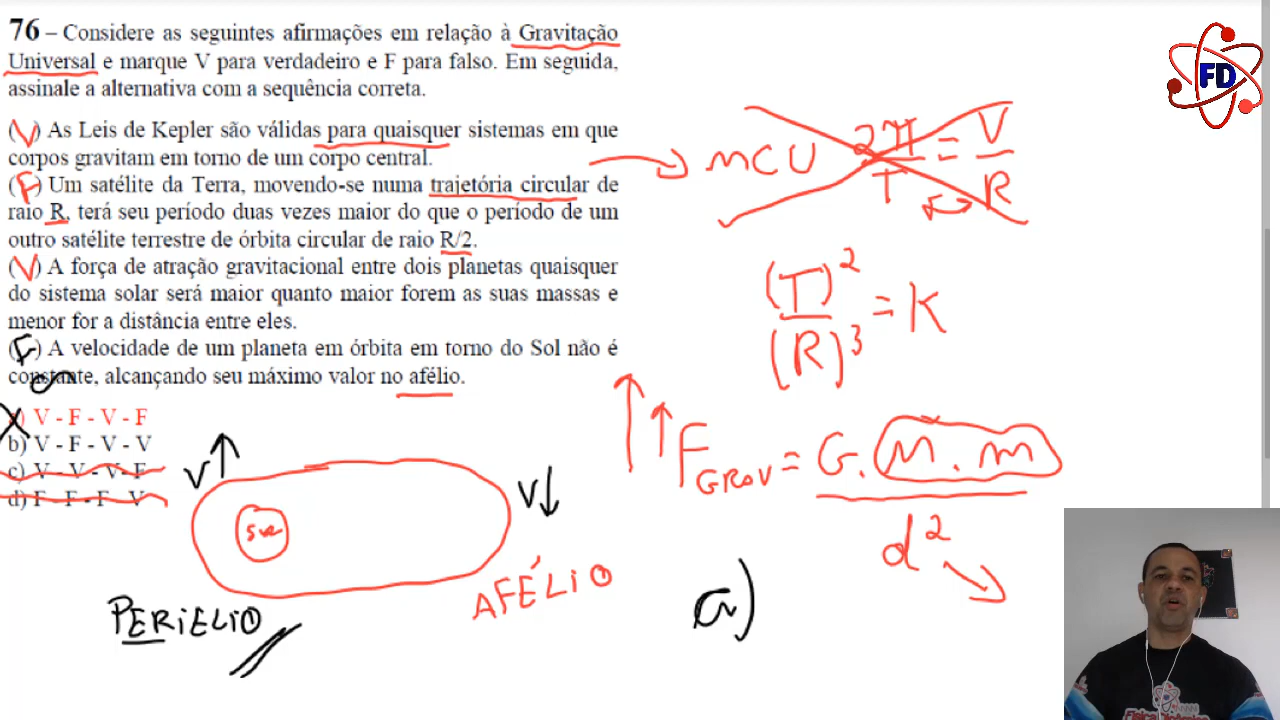 76 – Considere as seguintes afirmações em relação à Gravitação
Universal e marque V para verdadeiro e F para falso. Em seguida,
assinale a alternativa com a sequência correta.
(V) As Leis de Kepler são válidas para quaisquer sistemas em que
corpos gravitam em torno de um corpo central.
(F) Um satélite da Terra, movendo-se numa trajetória circular de
raio R, terá seu período duas vezes maior do que o período de um
outro satélite terrestre de órbita circular de raio R/2.
(V) A força de atração gravitacional entre dois planetas quaisquer
do sistema solar será maior quanto maior forem as suas massas e
menor for a distância entre eles.
(F) A velocidade de um planeta em órbita em torno do Sol não é
constante, alcançando seu máximo valor no afélio.
a) V - F - V - F
b) V - F - V - V
c) V - V - V - F
d) F - F - F - V
V↑
V↓
SOL
PERIELIO
AFÉLIO
MCU 2π/T = V/R
(T)²/(R)³ = K
FGRAV = G. M . m
d²
a)
FD